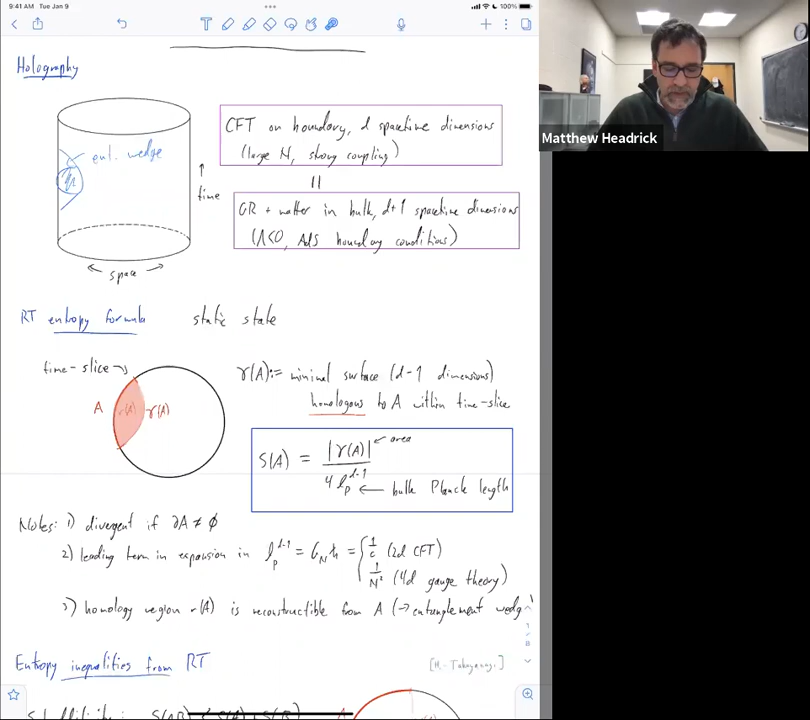 9:41 AM Tue Jan 9
100%
Matthew Headrick
Holography
ent. wedge
time
space
CFT on boundary, d spacetime dimensions
(large N, strong coupling)
||
GR + matter in bulk, d+1 spacetime dimensions
(Λ<0, AdS boundary conditions)
RT entropy formula static state
time-slice →
A r(A) γ(A)
γ(A) := minimal surface (d-1 dimensions)
homologous to A within time-slice
S(A) = |γ(A)| / 4 l_p^{d-1}
← area
← bulk Planck length
Notes: 1) divergent if ∂A ≠ ∅
2) leading term in expansion in l_p^{d-1} = G_N ħ = { 1/c (2d CFT)
1/N² (4d gauge theory)
3) homology region r(A) is reconstructible from A (→ entanglement wedg
Entropy inequalities from RT [H.-Takayanagi]
S(AB) ≤ S(A) + S(B)